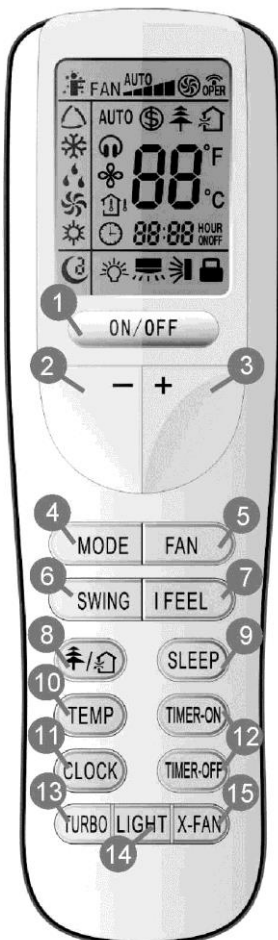 FAN AUTO OPER
AUTO
88 °F
°C
88:88 HOUR
ON OFF
1
ON/OFF
2 - + 3
4 5
MODE FAN
6 7
SWING I FEEL
8 9
/ SLEEP
10
TEMP TIMER-ON
11 12
CLOCK TIMER-OFF
13 15
TURBO LIGHT X-FAN
14